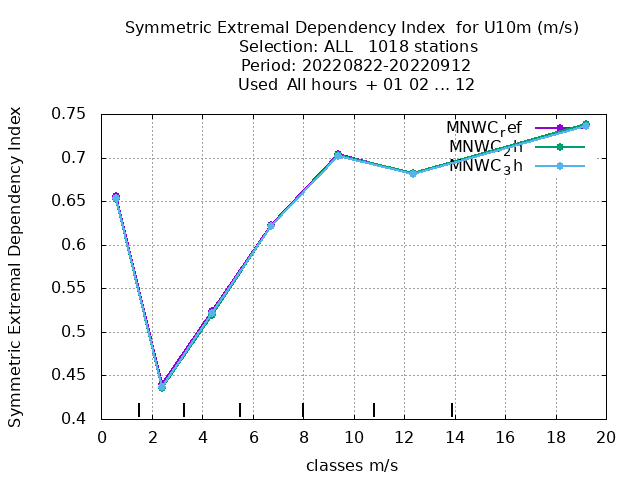 Symmetric Extremal Dependency Index  for U10m (m/s)
Selection: ALL   1018 stations
Period: 20220822-20220912
Used  All hours  + 01 02 ... 12
Symmetric Extremal Dependency Index
0.75
0.7
0.65
0.6
0.55
0.5
0.45
0.4
MNWC_ref
MNWC_2h
MNWC_3h
0 2 4 6 8 10 12 14 16 18 20
classes m/s